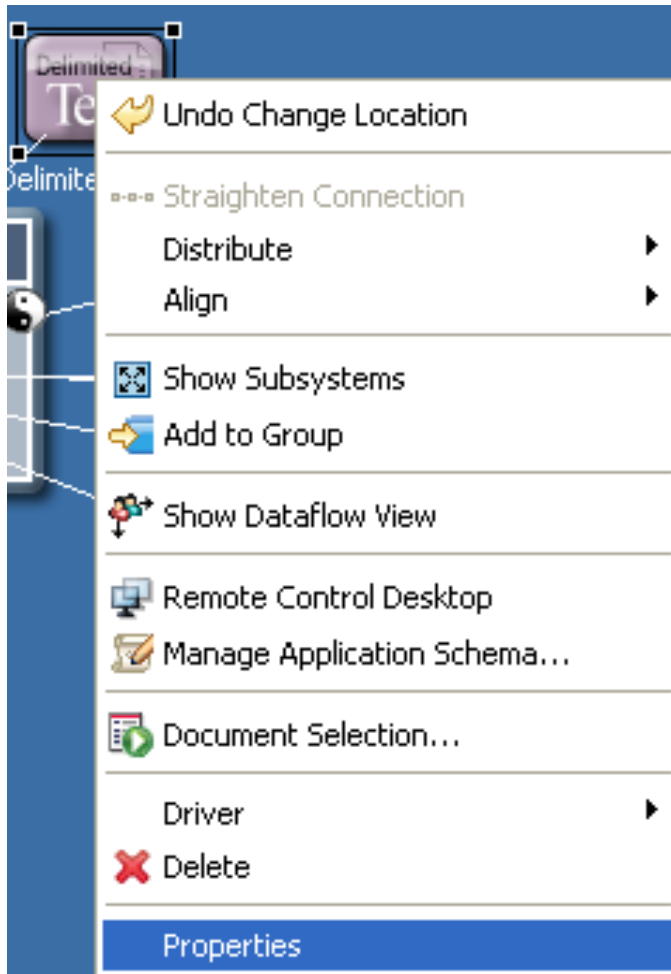 Delimited
Te
Delimite
Undo Change Location
Straighten Connection
Distribute
Align
Show Subsystems
Add to Group
Show Dataflow View
Remote Control Desktop
Manage Application Schema...
Document Selection...
Driver
Delete
Properties